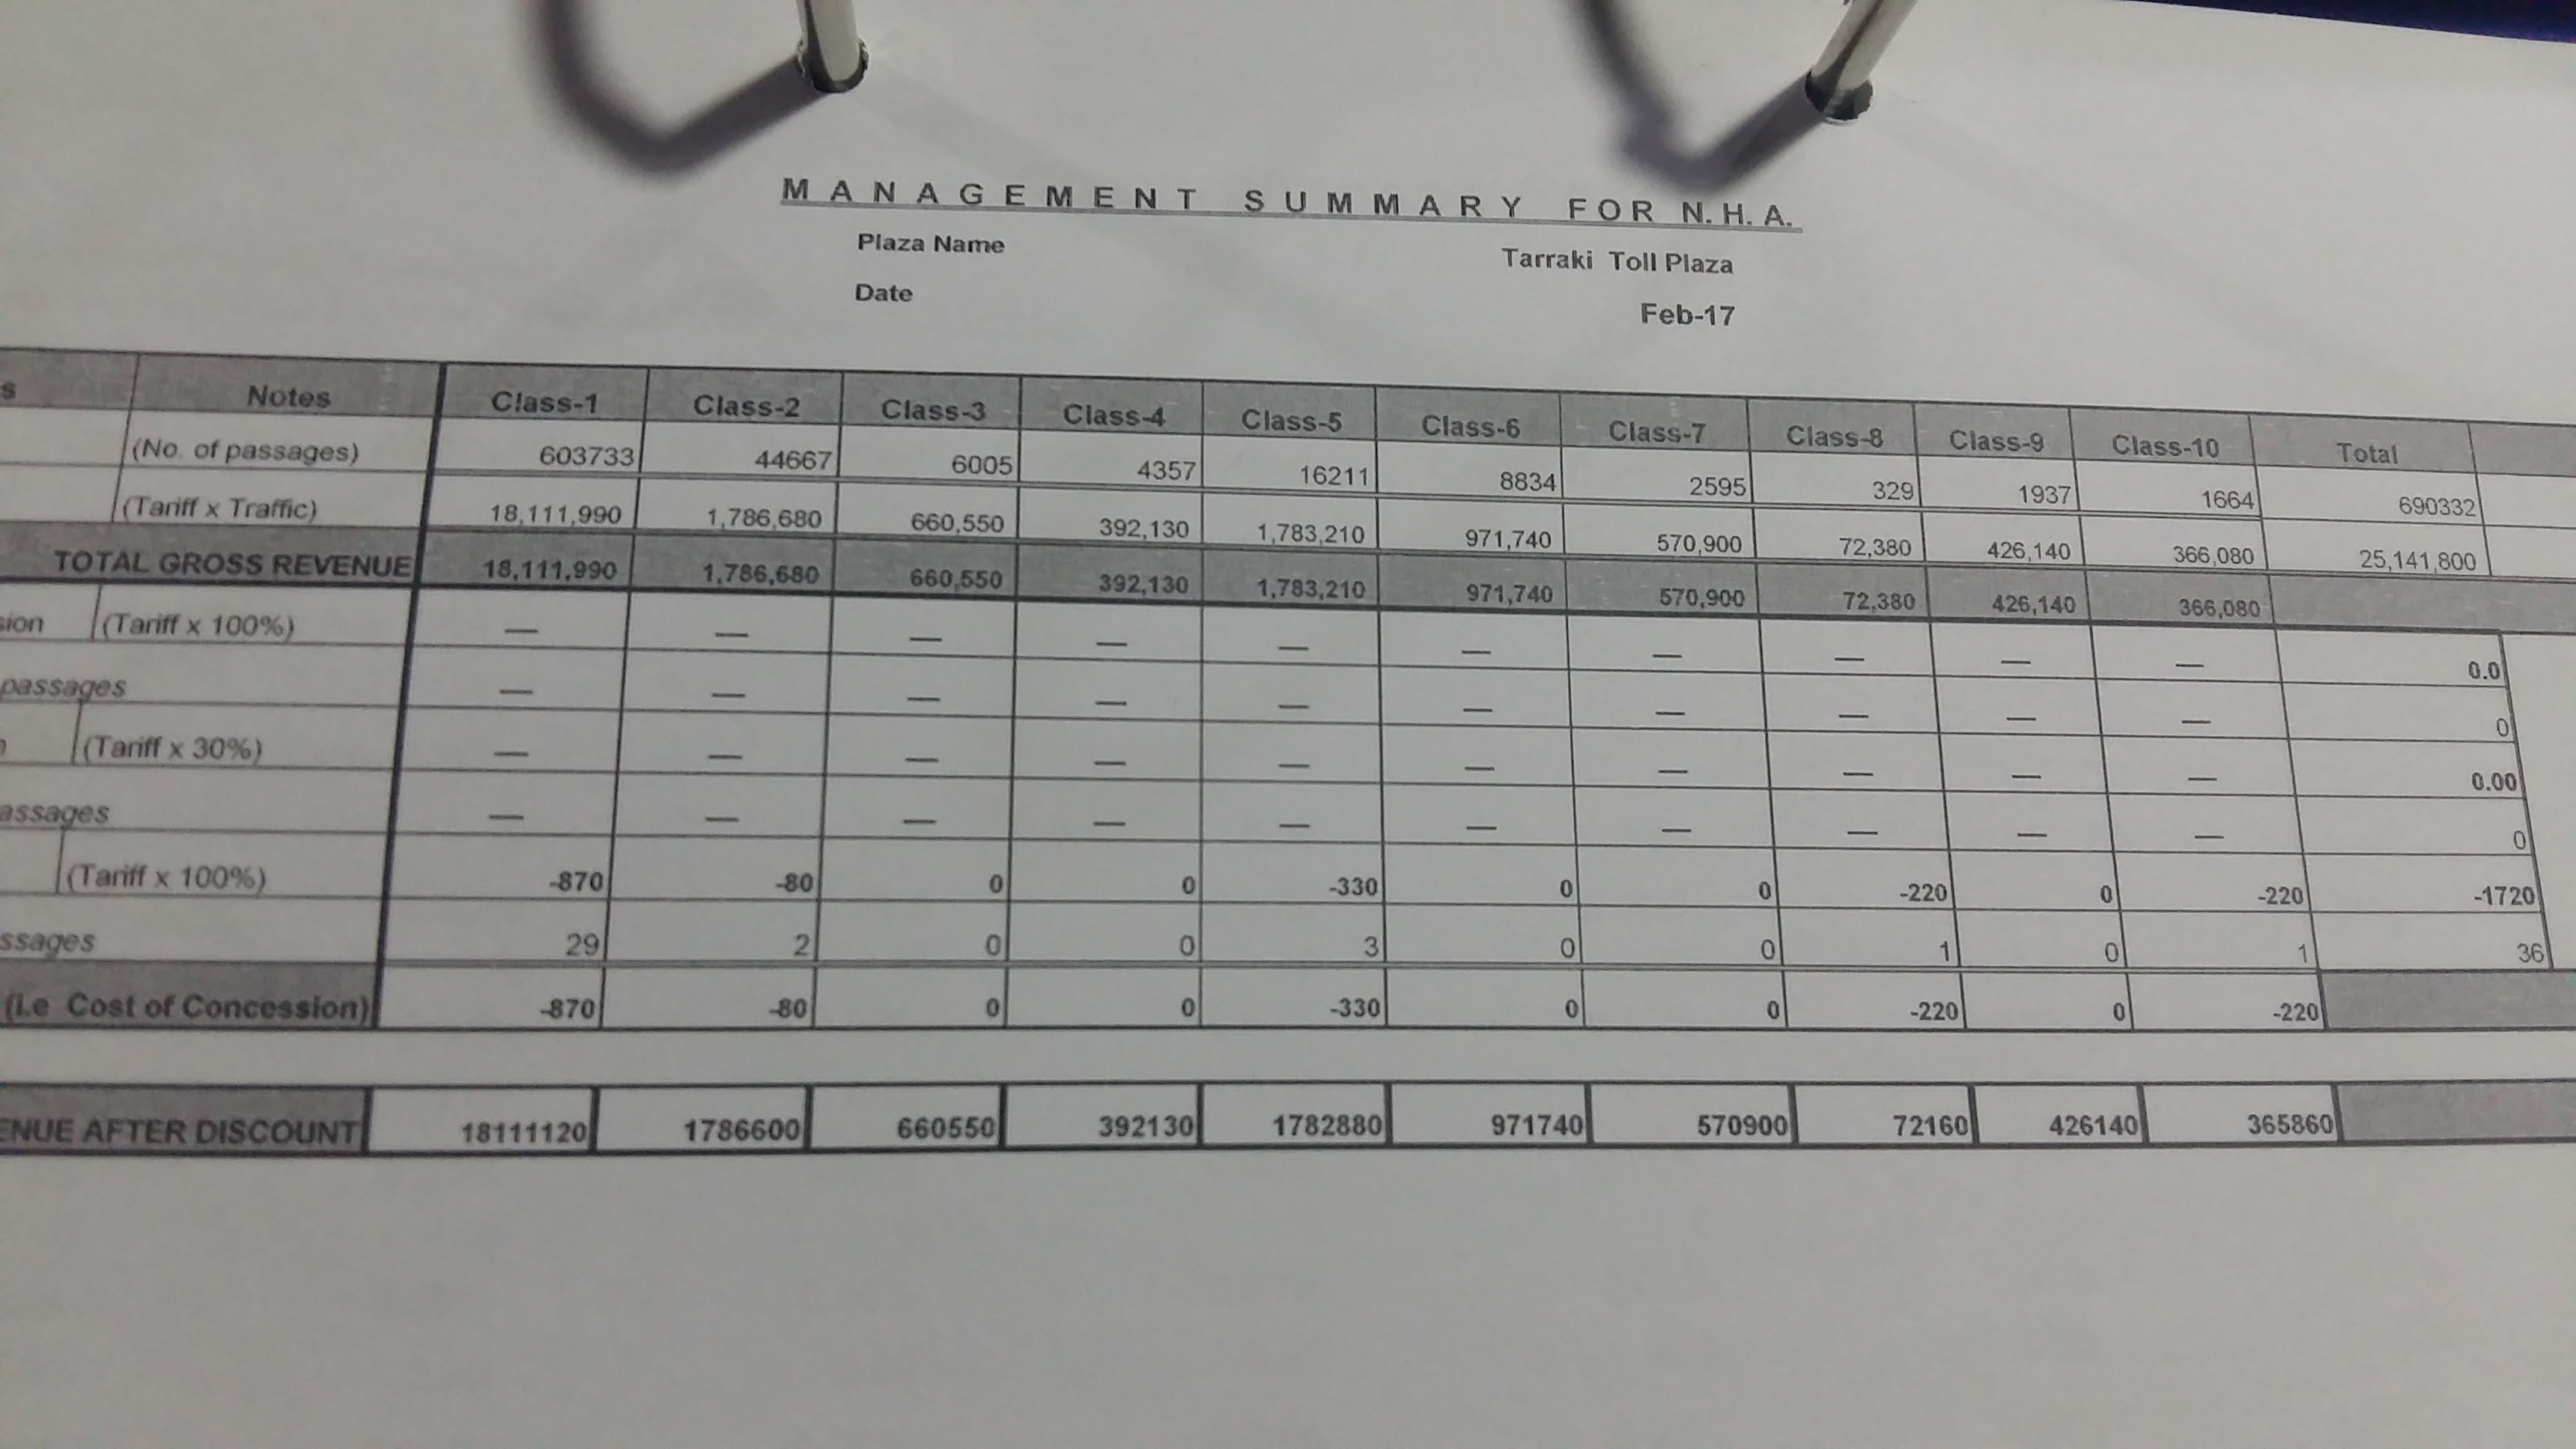 MANAGEMENT SUMMARY FOR N.H.A.
Plaza Name Tarraki Toll Plaza
Date Feb-17
s Notes Class-1 Class-2 Class-3 Class-4 Class-5 Class-6 Class-7 Class-8 Class-9 Class-10 Total
(No. of passages) 603733 44667 6005 4357 16211 8834 2595 329 1937 1664 690332
(Tariff x Traffic) 18,111,990 1,786,680 660,550 392,130 1,783,210 971,740 570,900 72,380 426,140 366,080 25,141,800
TOTAL GROSS REVENUE 18,111,990 1,786,680 660,550 392,130 1,783,210 971,740 570,900 72,380 426,140 366,080
sion (Tariff x 100%) — — — — — — — — — — 0.0
passages — — — — — — — — — — 0
(Tariff x 30%) — — — — — — — — — — 0.00
assages — — — — — — — — — — 0
(Tariff x 100%) -870 -80 0 0 -330 0 0 -220 0 -220 -1720
ssages 29 2 0 0 3 0 0 1 0 1 36
(I.e Cost of Concession) -870 -80 0 0 -330 0 0 -220 0 -220
ENUE AFTER DISCOUNT 18111120 1786600 660550 392130 1782880 971740 570900 72160 426140 365860